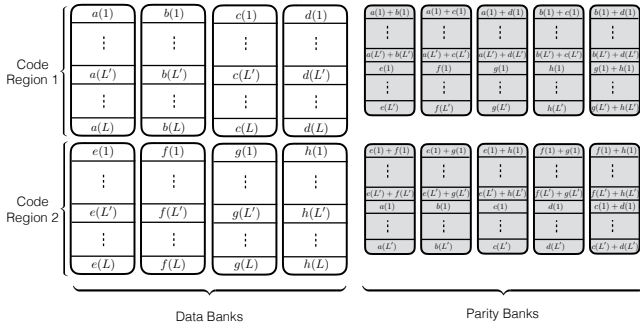 a(1) b(1) c(1) d(1)
⋮ ⋮ ⋮ ⋮
a(L′) b(L′) c(L′) d(L′)
⋮ ⋮ ⋮ ⋮
a(L) b(L) c(L) d(L)
Code
Region 1
a(1) + b(1) a(1) + c(1) a(1) + d(1) b(1) + c(1) b(1) + d(1)
⋮ ⋮ ⋮ ⋮ ⋮
a(L′) + b(L′) a(L′) + c(L′) a(L′) + d(L′) b(L′) + c(L′) b(L′) + d(L′)
e(1) f(1) g(1) h(1) g(1) + h(1)
⋮ ⋮ ⋮ ⋮ ⋮
e(L′) f(L′) g(L′) h(L′) g(L′) + h(L′)
e(1) f(1) g(1) h(1)
⋮ ⋮ ⋮ ⋮
e(L′) f(L′) g(L′) h(L′)
⋮ ⋮ ⋮ ⋮
e(L) f(L) g(L) h(L)
Code
Region 2
e(1) + f(1) e(1) + g(1) e(1) + h(1) f(1) + g(1) f(1) + h(1)
⋮ ⋮ ⋮ ⋮ ⋮
e(L′) + f(L′) e(L′) + g(L′) e(L′) + h(L′) f(L′) + g(L′) f(L′) + h(L′)
a(1) b(1) c(1) d(1) c(1) + d(1)
⋮ ⋮ ⋮ ⋮ ⋮
a(L′) b(L′) c(L′) d(L′) c(L′) + d(L′)
Data Banks
Parity Banks